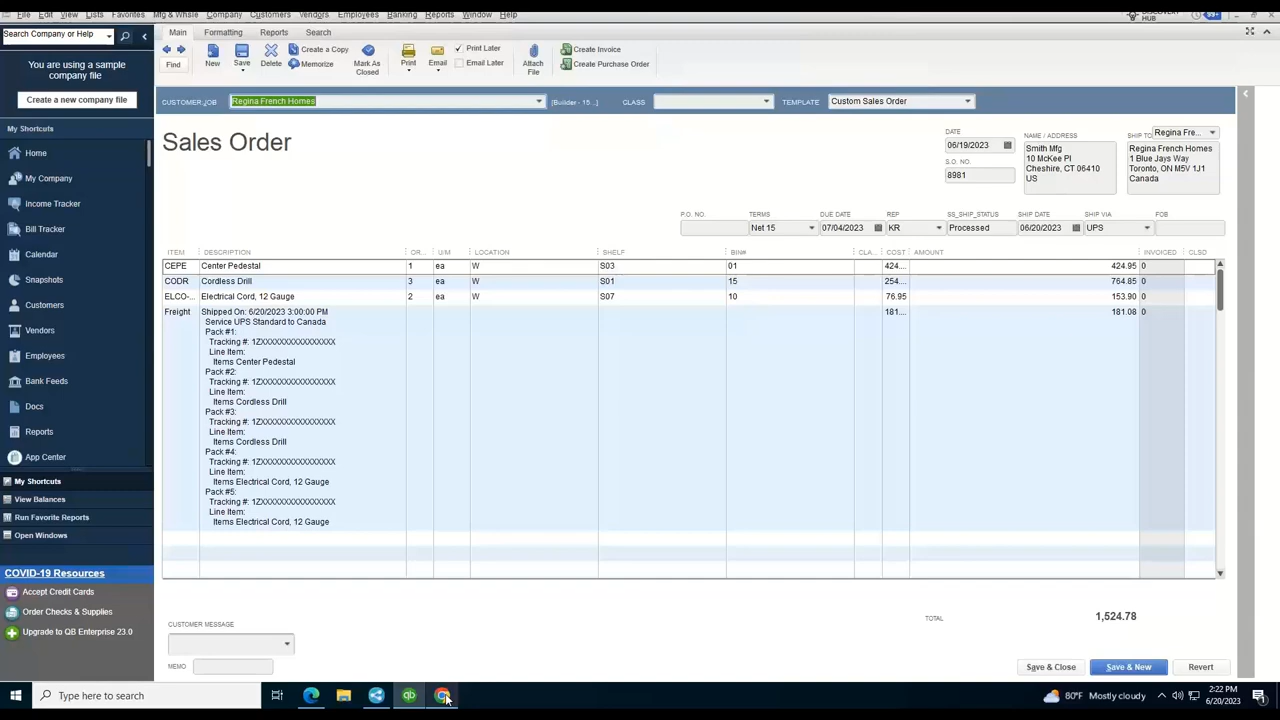 File Edit View Lists Favorites Mfg & Whsle Company Customers Vendors Employees Banking Reports Window Help
HUB
99+
Search Company or Help
Main Formatting Reports Search
You are using a sample
company file
Create a new company file
New
Save
Delete
Create a Copy
Memorize
Mark As
Closed
Print
Email
Print Later
Email Later
Attach
File
Create Invoice
Create Purchase Order
Find
CUSTOMER:JOB Regina French Homes [Builder - 15 ..] CLASS TEMPLATE Custom Sales Order
My Shortcuts
Home
My Company
Income Tracker
Bill Tracker
Calendar
Snapshots
Customers
Vendors
Employees
Bank Feeds
Docs
Reports
App Center
My Shortcuts
View Balances
Run Favorite Reports
Open Windows
COVID-19 Resources
Accept Credit Cards
Order Checks & Supplies
Upgrade to QB Enterprise 23.0
Sales Order
DATE
06/19/2023
S.O. NO.
8981
NAME / ADDRESS
Smith Mfg
10 McKee Pl
Cheshire, CT 06410
US
SHIP TO Regina Fre...
Regina French Homes
1 Blue Jays Way
Toronto, ON M5V 1J1
Canada
P.O. NO. TERMS DUE DATE REP SS_SHIP_STATUS SHIP DATE SHIP VIA FOB
Net 15 07/04/2023 KR Processed 06/20/2023 UPS
ITEM DESCRIPTION OR... U/M LOCATION SHELF BIN# CLA... COST AMOUNT INVOICED CLSD
CEPE Center Pedestal 1 ea W S03 01 424.... 424.95 0
CODR Cordless Drill 3 ea W S01 15 254.... 764.85 0
ELCO-... Electrical Cord, 12 Gauge 2 ea W S07 10 76.95 153.90 0
Freight Shipped On: 6/20/2023 3:00:00 PM 181.... 181.08 0
Service UPS Standard to Canada
Pack #1:
Tracking #: 1ZXXXXXXXXXXXXXXXX
Line Item:
Items Center Pedestal
Pack #2:
Tracking #: 1ZXXXXXXXXXXXXXXXX
Line Item:
Items Cordless Drill
Pack #3:
Tracking #: 1ZXXXXXXXXXXXXXXXX
Line Item:
Items Cordless Drill
Pack #4:
Tracking #: 1ZXXXXXXXXXXXXXXXX
Line Item:
Items Electrical Cord, 12 Gauge
Pack #5:
Tracking #: 1ZXXXXXXXXXXXXXXXX
Line Item:
Items Electrical Cord, 12 Gauge
TOTAL 1,524.78
CUSTOMER MESSAGE
MEMO
Save & Close Save & New Revert
Type here to search
qb
80°F Mostly cloudy
2:22 PM
6/20/2023
1